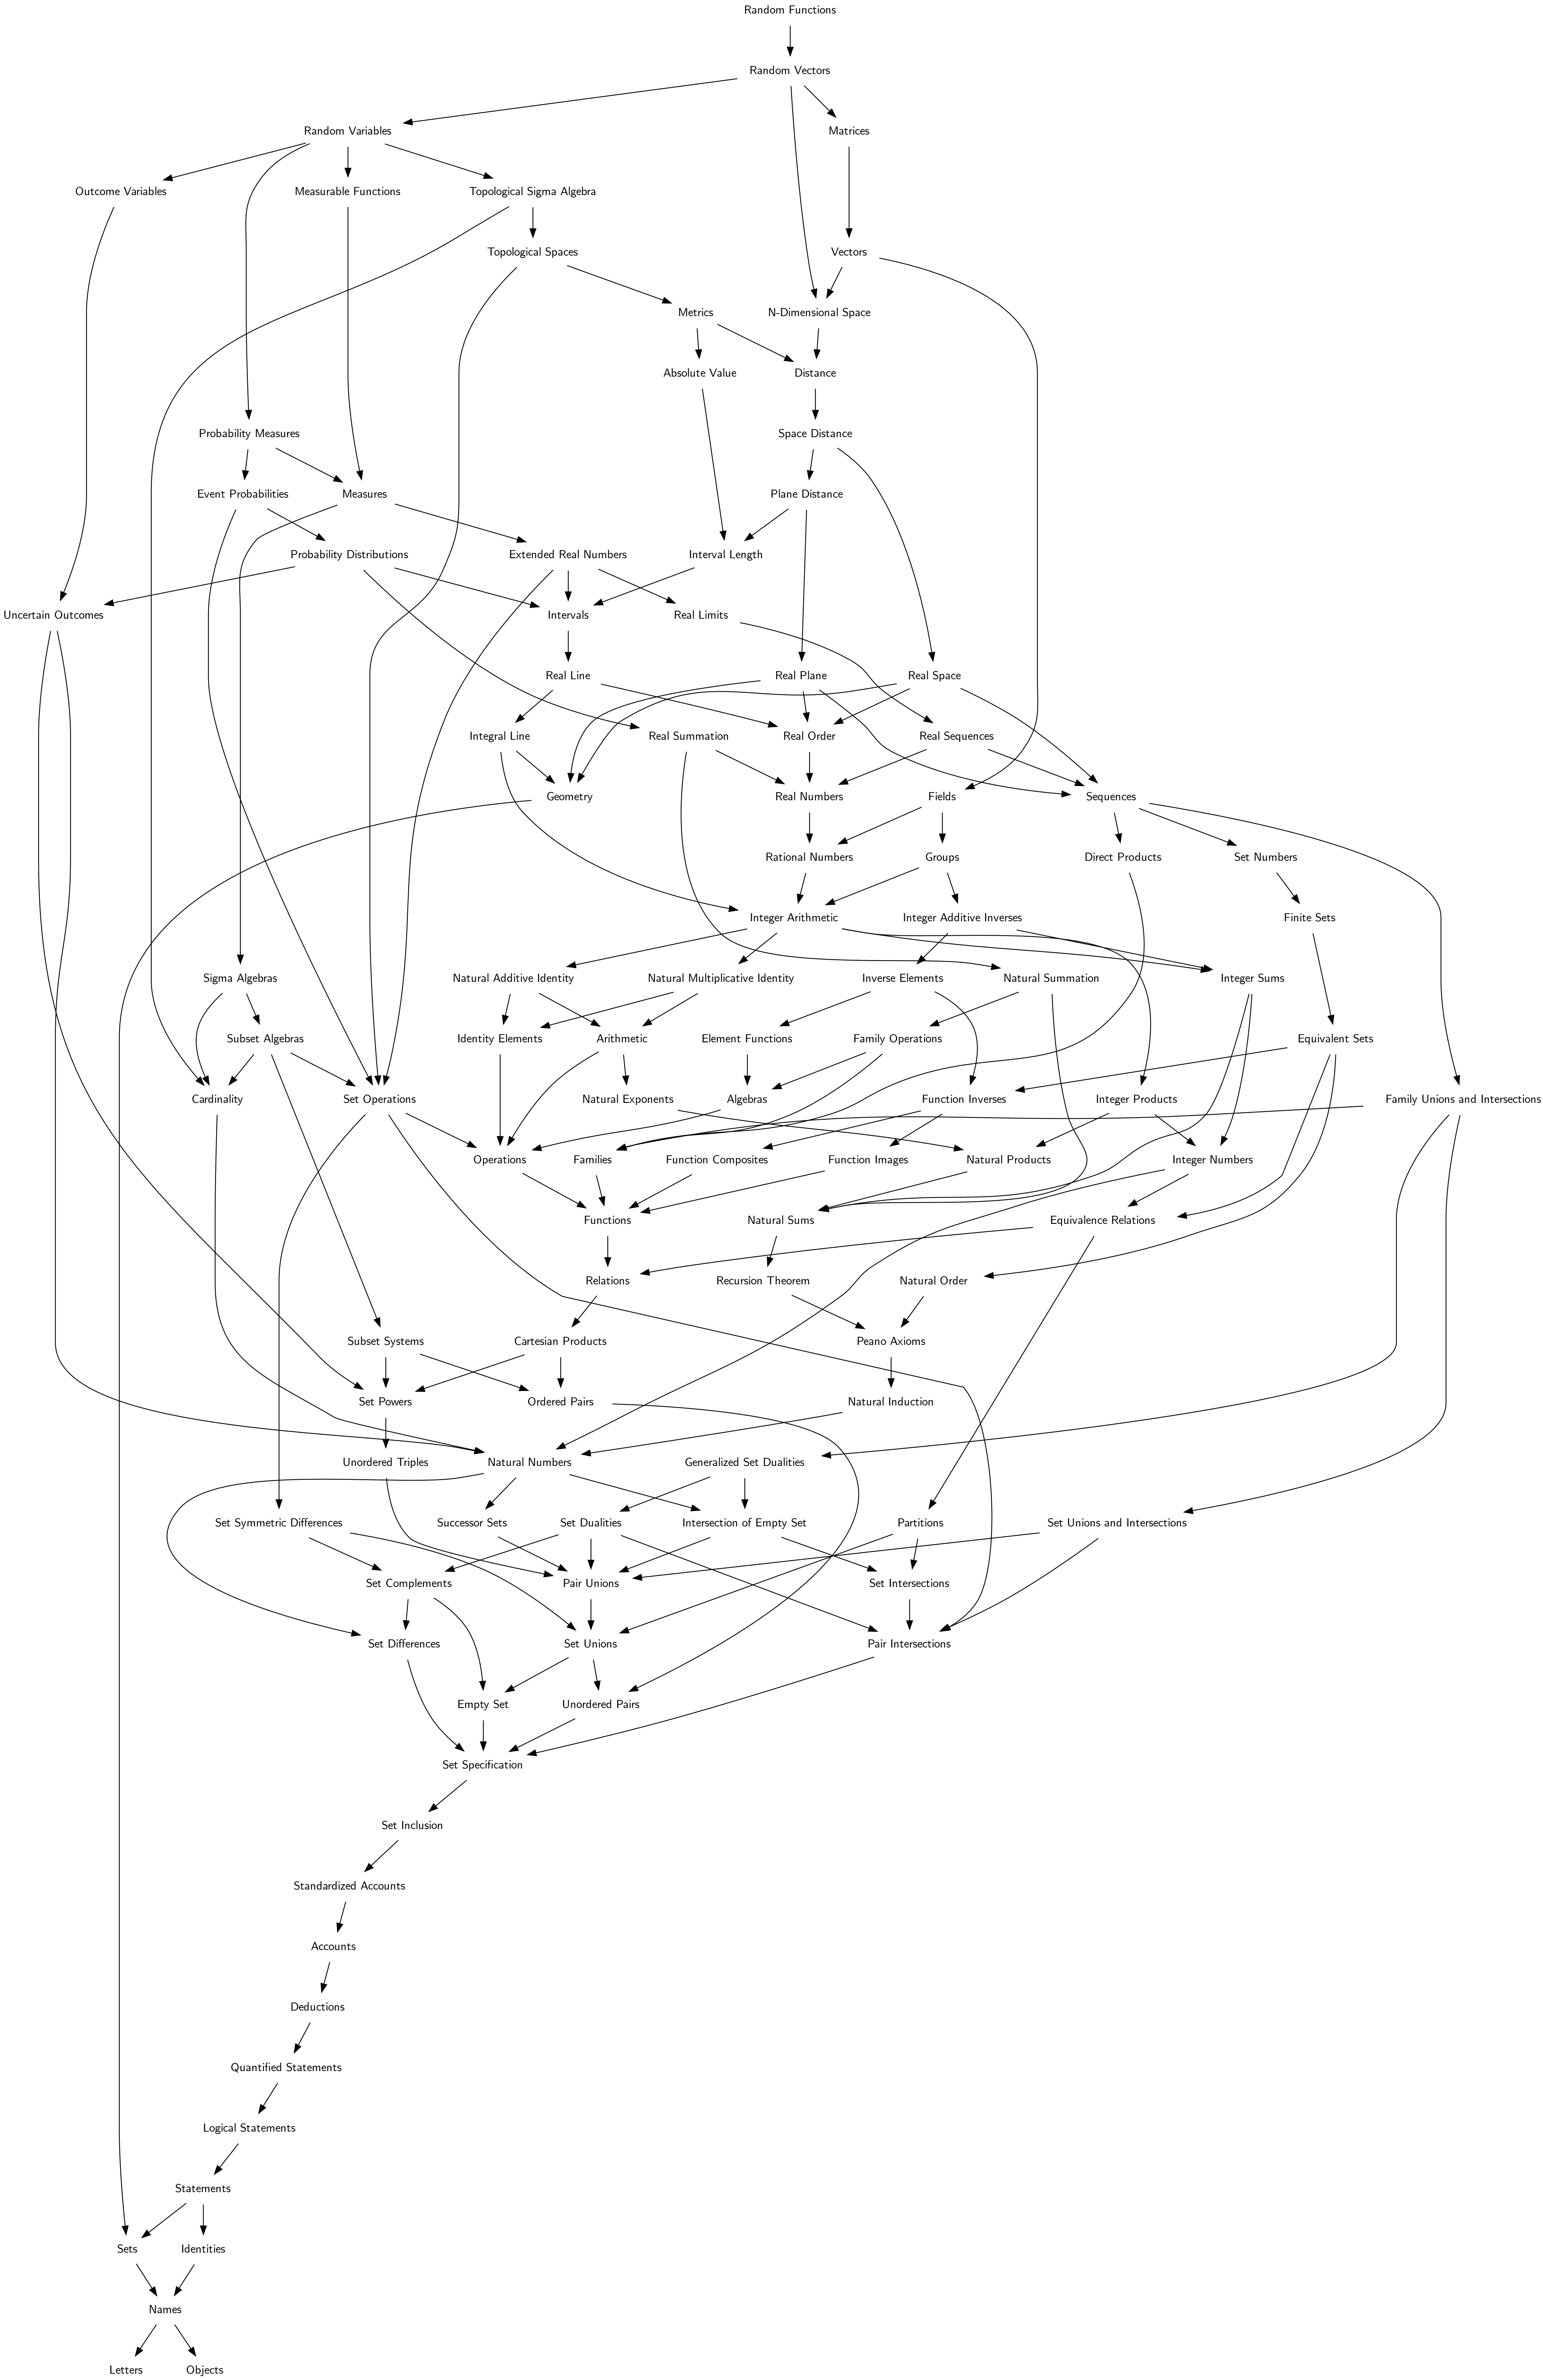 Random Functions
Random Vectors
Random Variables
Matrices
Outcome Variables
Measurable Functions
Topological Sigma Algebra
Topological Spaces
Vectors
Metrics
N-Dimensional Space
Absolute Value
Distance
Probability Measures
Space Distance
Event Probabilities
Measures
Plane Distance
Probability Distributions
Extended Real Numbers
Interval Length
Uncertain Outcomes
Intervals
Real Limits
Real Line
Real Plane
Real Space
Integral Line
Real Summation
Real Order
Real Sequences
Geometry
Real Numbers
Fields
Sequences
Rational Numbers
Groups
Direct Products
Set Numbers
Integer Arithmetic
Integer Additive Inverses
Finite Sets
Sigma Algebras
Natural Additive Identity
Natural Multiplicative Identity
Inverse Elements
Natural Summation
Integer Sums
Subset Algebras
Identity Elements
Arithmetic
Element Functions
Family Operations
Equivalent Sets
Cardinality
Set Operations
Natural Exponents
Algebras
Function Inverses
Integer Products
Family Unions and Intersections
Operations
Families
Function Composites
Function Images
Natural Products
Integer Numbers
Functions
Natural Sums
Equivalence Relations
Relations
Recursion Theorem
Natural Order
Subset Systems
Cartesian Products
Peano Axioms
Set Powers
Ordered Pairs
Natural Induction
Unordered Triples
Natural Numbers
Generalized Set Dualities
Set Symmetric Differences
Successor Sets
Set Dualities
Intersection of Empty Set
Partitions
Set Unions and Intersections
Set Complements
Pair Unions
Set Intersections
Set Differences
Set Unions
Pair Intersections
Empty Set
Unordered Pairs
Set Specification
Set Inclusion
Standardized Accounts
Accounts
Deductions
Quantified Statements
Logical Statements
Statements
Sets
Identities
Names
Letters
Objects